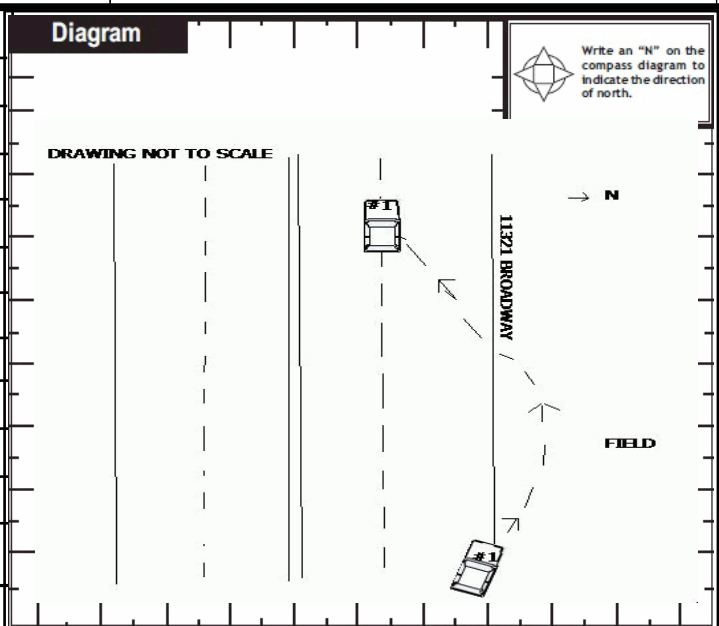 Diagram
Write an “N” on the
compass diagram to
indicate the direction
of north.
DRAWING NOT TO SCALE
#1
N
11321 BROADWAY
FIELD
#1